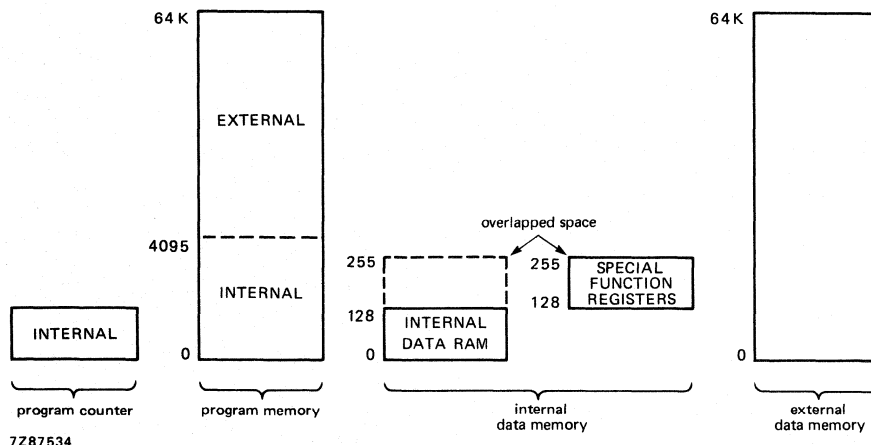 64 K
64 K
EXTERNAL
overlapped space
4095
255
255
SPECIAL
FUNCTION
REGISTERS
INTERNAL
128
128
INTERNAL
INTERNAL
DATA RAM
0
0
0
program counter
program memory
internal
data memory
external
data memory
7Z87534